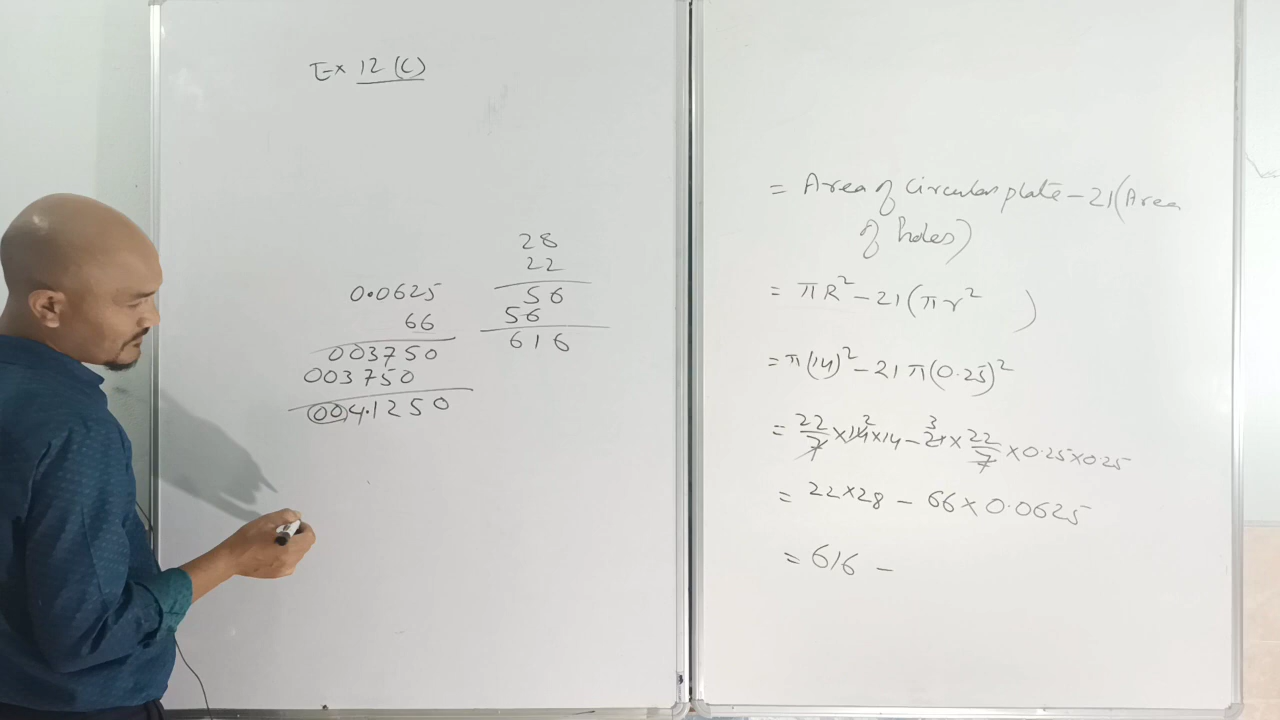 Ex 12 (C)
28
22
56
56
616
0.0625
66
003750
003750
004.1250
= Area of circular plate - 21 (Area
of holes)
= πR² - 21 (πr² )
= π(14)² - 21 π(0.25)²
= 22/7 × 14 2 × 14 - 21 3 × 22/7 × 0.25 × 0.25
= 22×28 - 66 × 0.0625
= 616 -